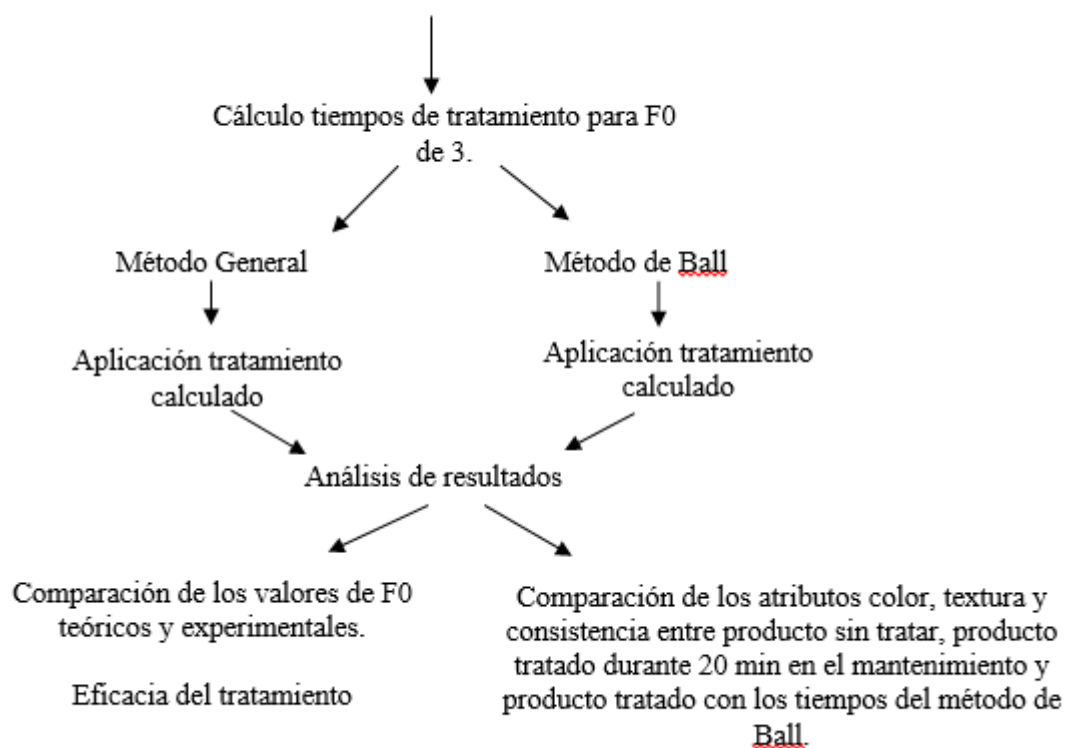 Cálculo tiempos de tratamiento para F0
de 3.
Método General
Método de Ball
Aplicación tratamiento
calculado
Aplicación tratamiento
calculado
Análisis de resultados
Comparación de los valores de F0
teóricos y experimentales.
Eficacia del tratamiento
Comparación de los atributos color, textura y
consistencia entre producto sin tratar, producto
tratado durante 20 min en el mantenimiento y
producto tratado con los tiempos del método de
Ball.